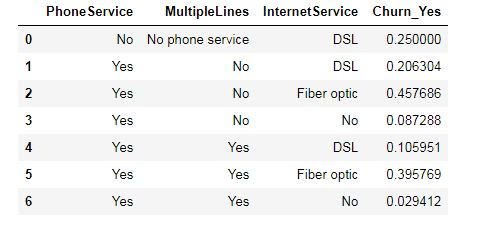 PhoneService MultipleLines InternetService Churn_Yes
0 No No phone service DSL 0.250000
1 Yes No DSL 0.206304
2 Yes No Fiber optic 0.457686
3 Yes No No 0.087288
4 Yes Yes DSL 0.105951
5 Yes Yes Fiber optic 0.395769
6 Yes Yes No 0.029412